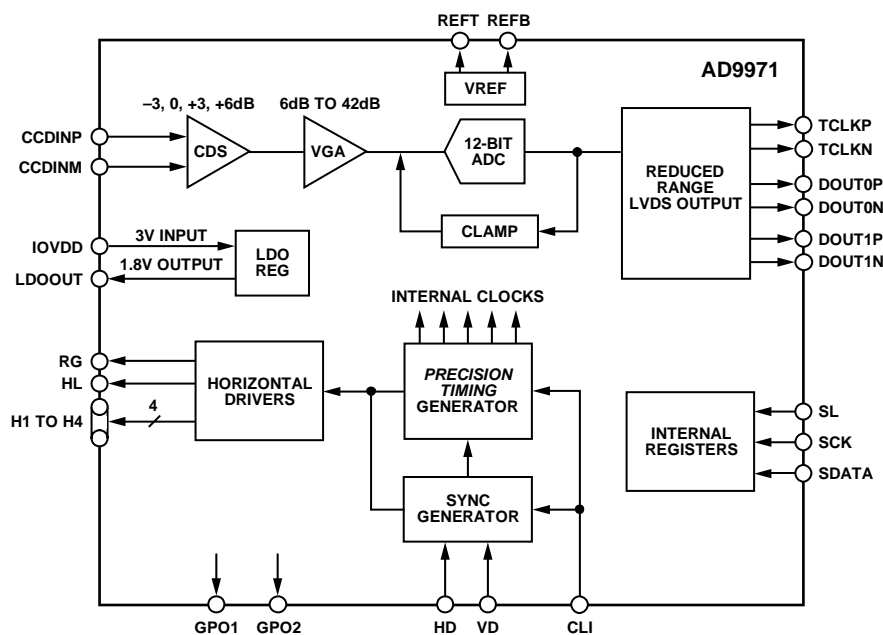 REFT REFB
AD9971
VREF
–3, 0, +3, +6dB
6dB TO 42dB
CCDINP
CCDINM
CDS
VGA
12-BIT
ADC
CLAMP
REDUCED
RANGE
LVDS OUTPUT
TCLKP
TCLKN
DOUT0P
DOUT0N
DOUT1P
DOUT1N
IOVDD
3V INPUT
LDOOUT
1.8V OUTPUT
LDO
REG
INTERNAL CLOCKS
RG
HL
H1 TO H4
4
HORIZONTAL
DRIVERS
PRECISION
TIMING
GENERATOR
SYNC
GENERATOR
INTERNAL
REGISTERS
SL
SCK
SDATA
GPO1 GPO2 HD VD CLI